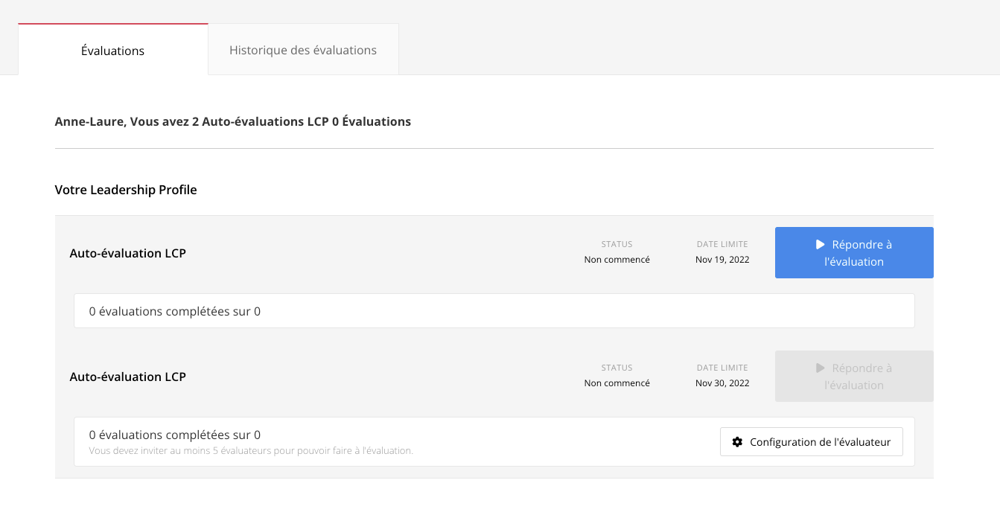 Évaluations
Historique des évaluations
Anne-Laure, Vous avez 2 Auto-évaluations LCP 0 Évaluations
Votre Leadership Profile
Auto-évaluation LCP
STATUS
Non commencé
DATE LIMITE
Nov 19, 2022
Répondre à
l'évaluation
0 évaluations complétées sur 0
Auto-évaluation LCP
STATUS
Non commencé
DATE LIMITE
Nov 30, 2022
Répondre à
l'évaluation
0 évaluations complétées sur 0
Vous devez inviter au moins 5 évaluateurs pour pouvoir faire à l'évaluation.
Configuration de l'évaluateur